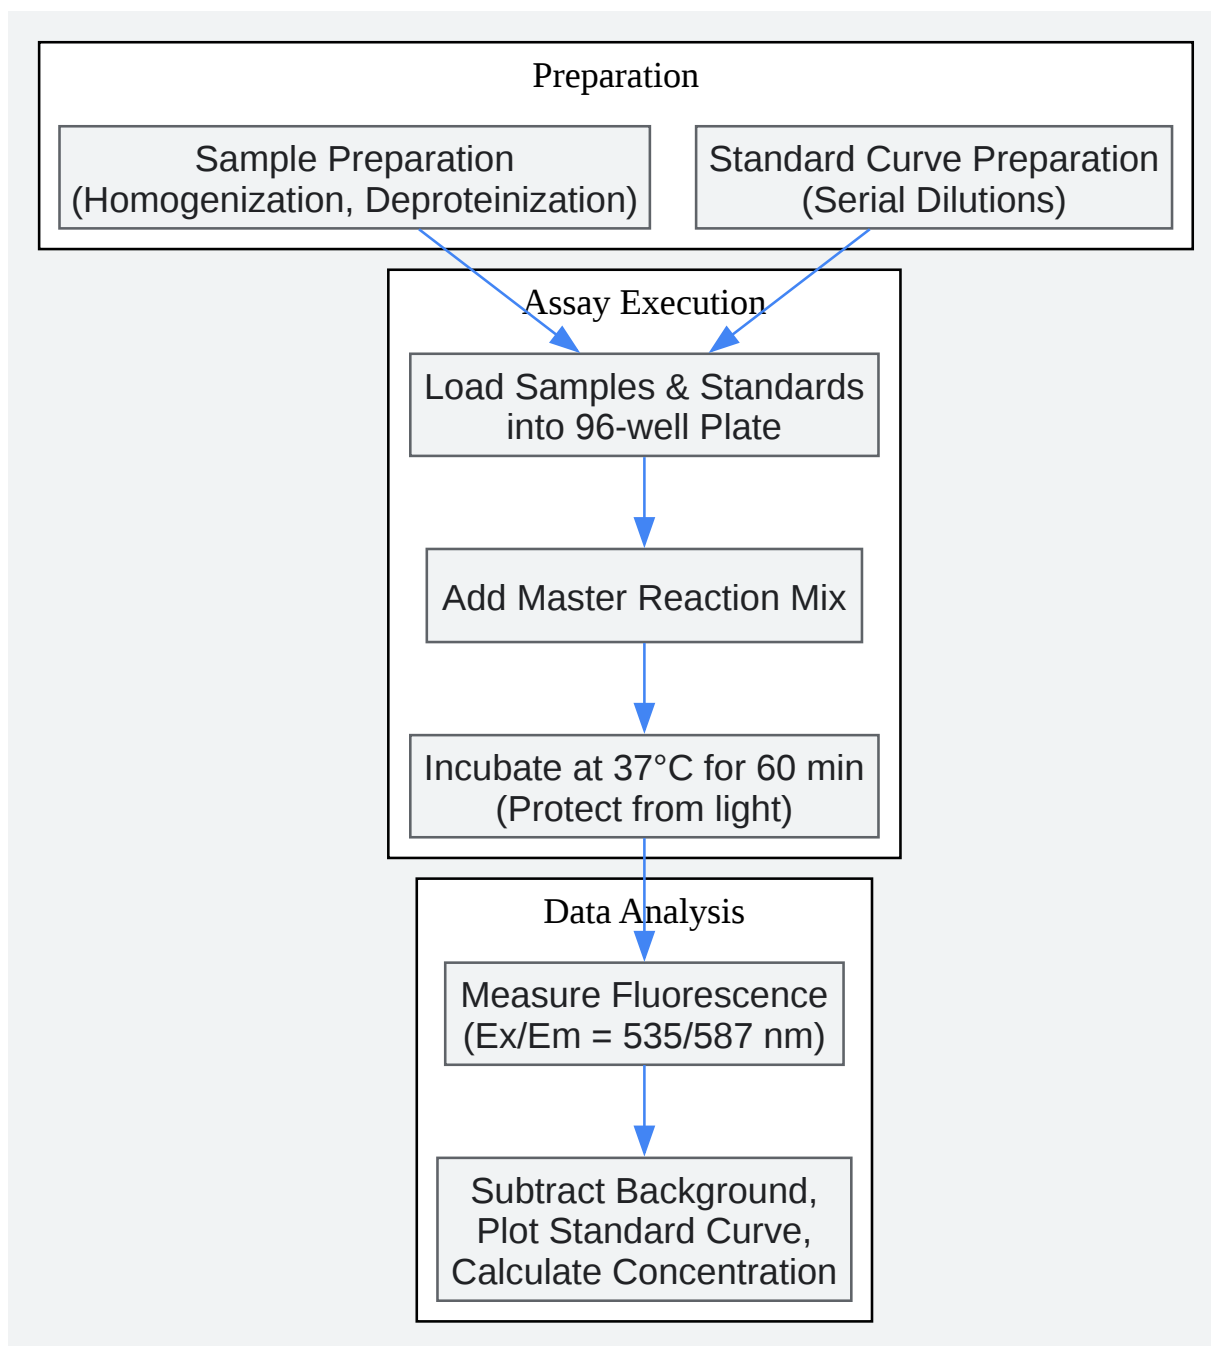 Preparation
Sample Preparation
(Homogenization, Deproteinization)
Standard Curve Preparation
(Serial Dilutions)
Assay Execution
Load Samples & Standards
into 96-well Plate
Add Master Reaction Mix
Incubate at 37°C for 60 min
(Protect from light)
Data Analysis
Measure Fluorescence
(Ex/Em = 535/587 nm)
Subtract Background,
Plot Standard Curve,
Calculate Concentration